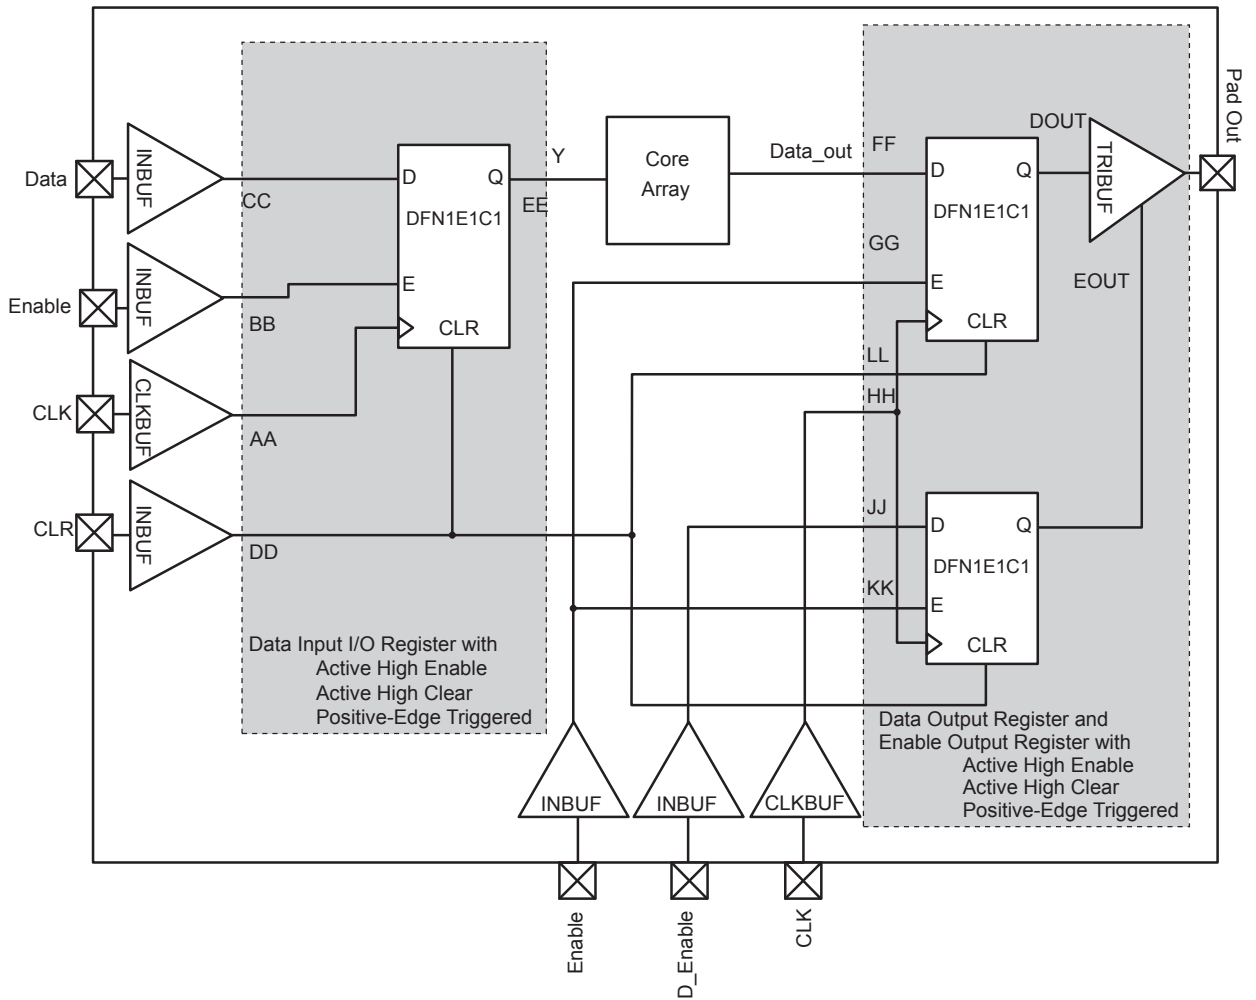 Data
INBUF
CC
Enable
INBUF
BB
CLK
CLKBUF
AA
CLR
INBUF
DD
D
Q
DFN1E1C1
E
CLR
Y
EE
Data Input I/O Register with
Active High Enable
Active High Clear
Positive-Edge Triggered
Core
Array
Data_out
FF
GG
LL
HH
JJ
KK
D
Q
DFN1E1C1
E
CLR
DOUT
TRIBUF
EOUT
Pad Out
D
Q
DFN1E1C1
E
CLR
Data Output Register and
Enable Output Register with
Active High Enable
Active High Clear
Positive-Edge Triggered
INBUF
INBUF
CLKBUF
Enable
D_Enable
CLK